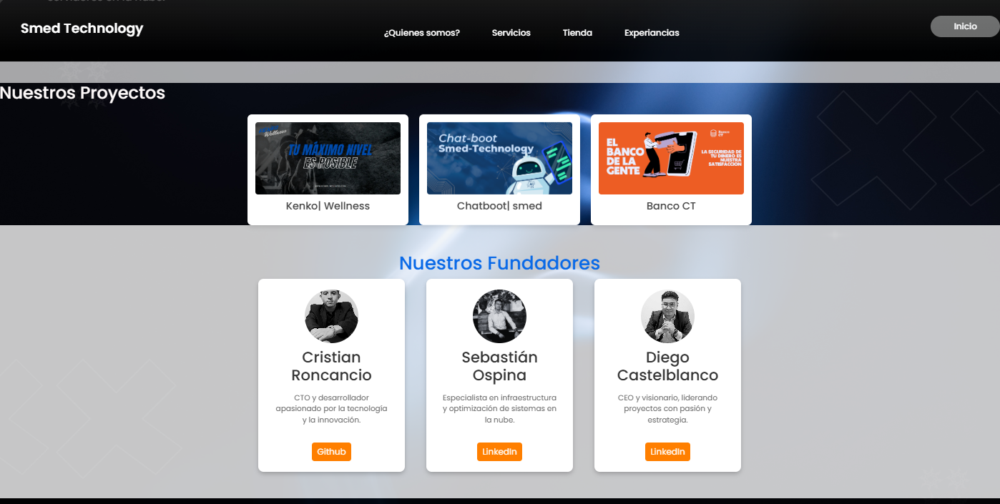 Smed Technology
¿Quienes somos?
Servicios
Tienda
Experiancias
Inicio
Nuestros Proyectos
Wellness
TU MÁXIMO NIVEL
ES POSIBLE
Kenko| Wellness
Chat-boot
Smed-Technology
Chatboot| smed
EL
BANCO
DE LA
GENTE
Banco
CT
LA SEGURIDAD DE
TU DINERO ES
NUESTRA
SATISFACCION
Banco CT
Nuestros Fundadores
Cristian
Roncancio
CTO y desarrollador
apasionado por la tecnología
y la innovación.
Github
Sebastián
Ospina
Especialista en infraestructura
y optimización de sistemas en
la nube.
LinkedIn
Diego
Castelblanco
CEO y visionario, liderando
proyectos con pasión y
estrategia.
LinkedIn